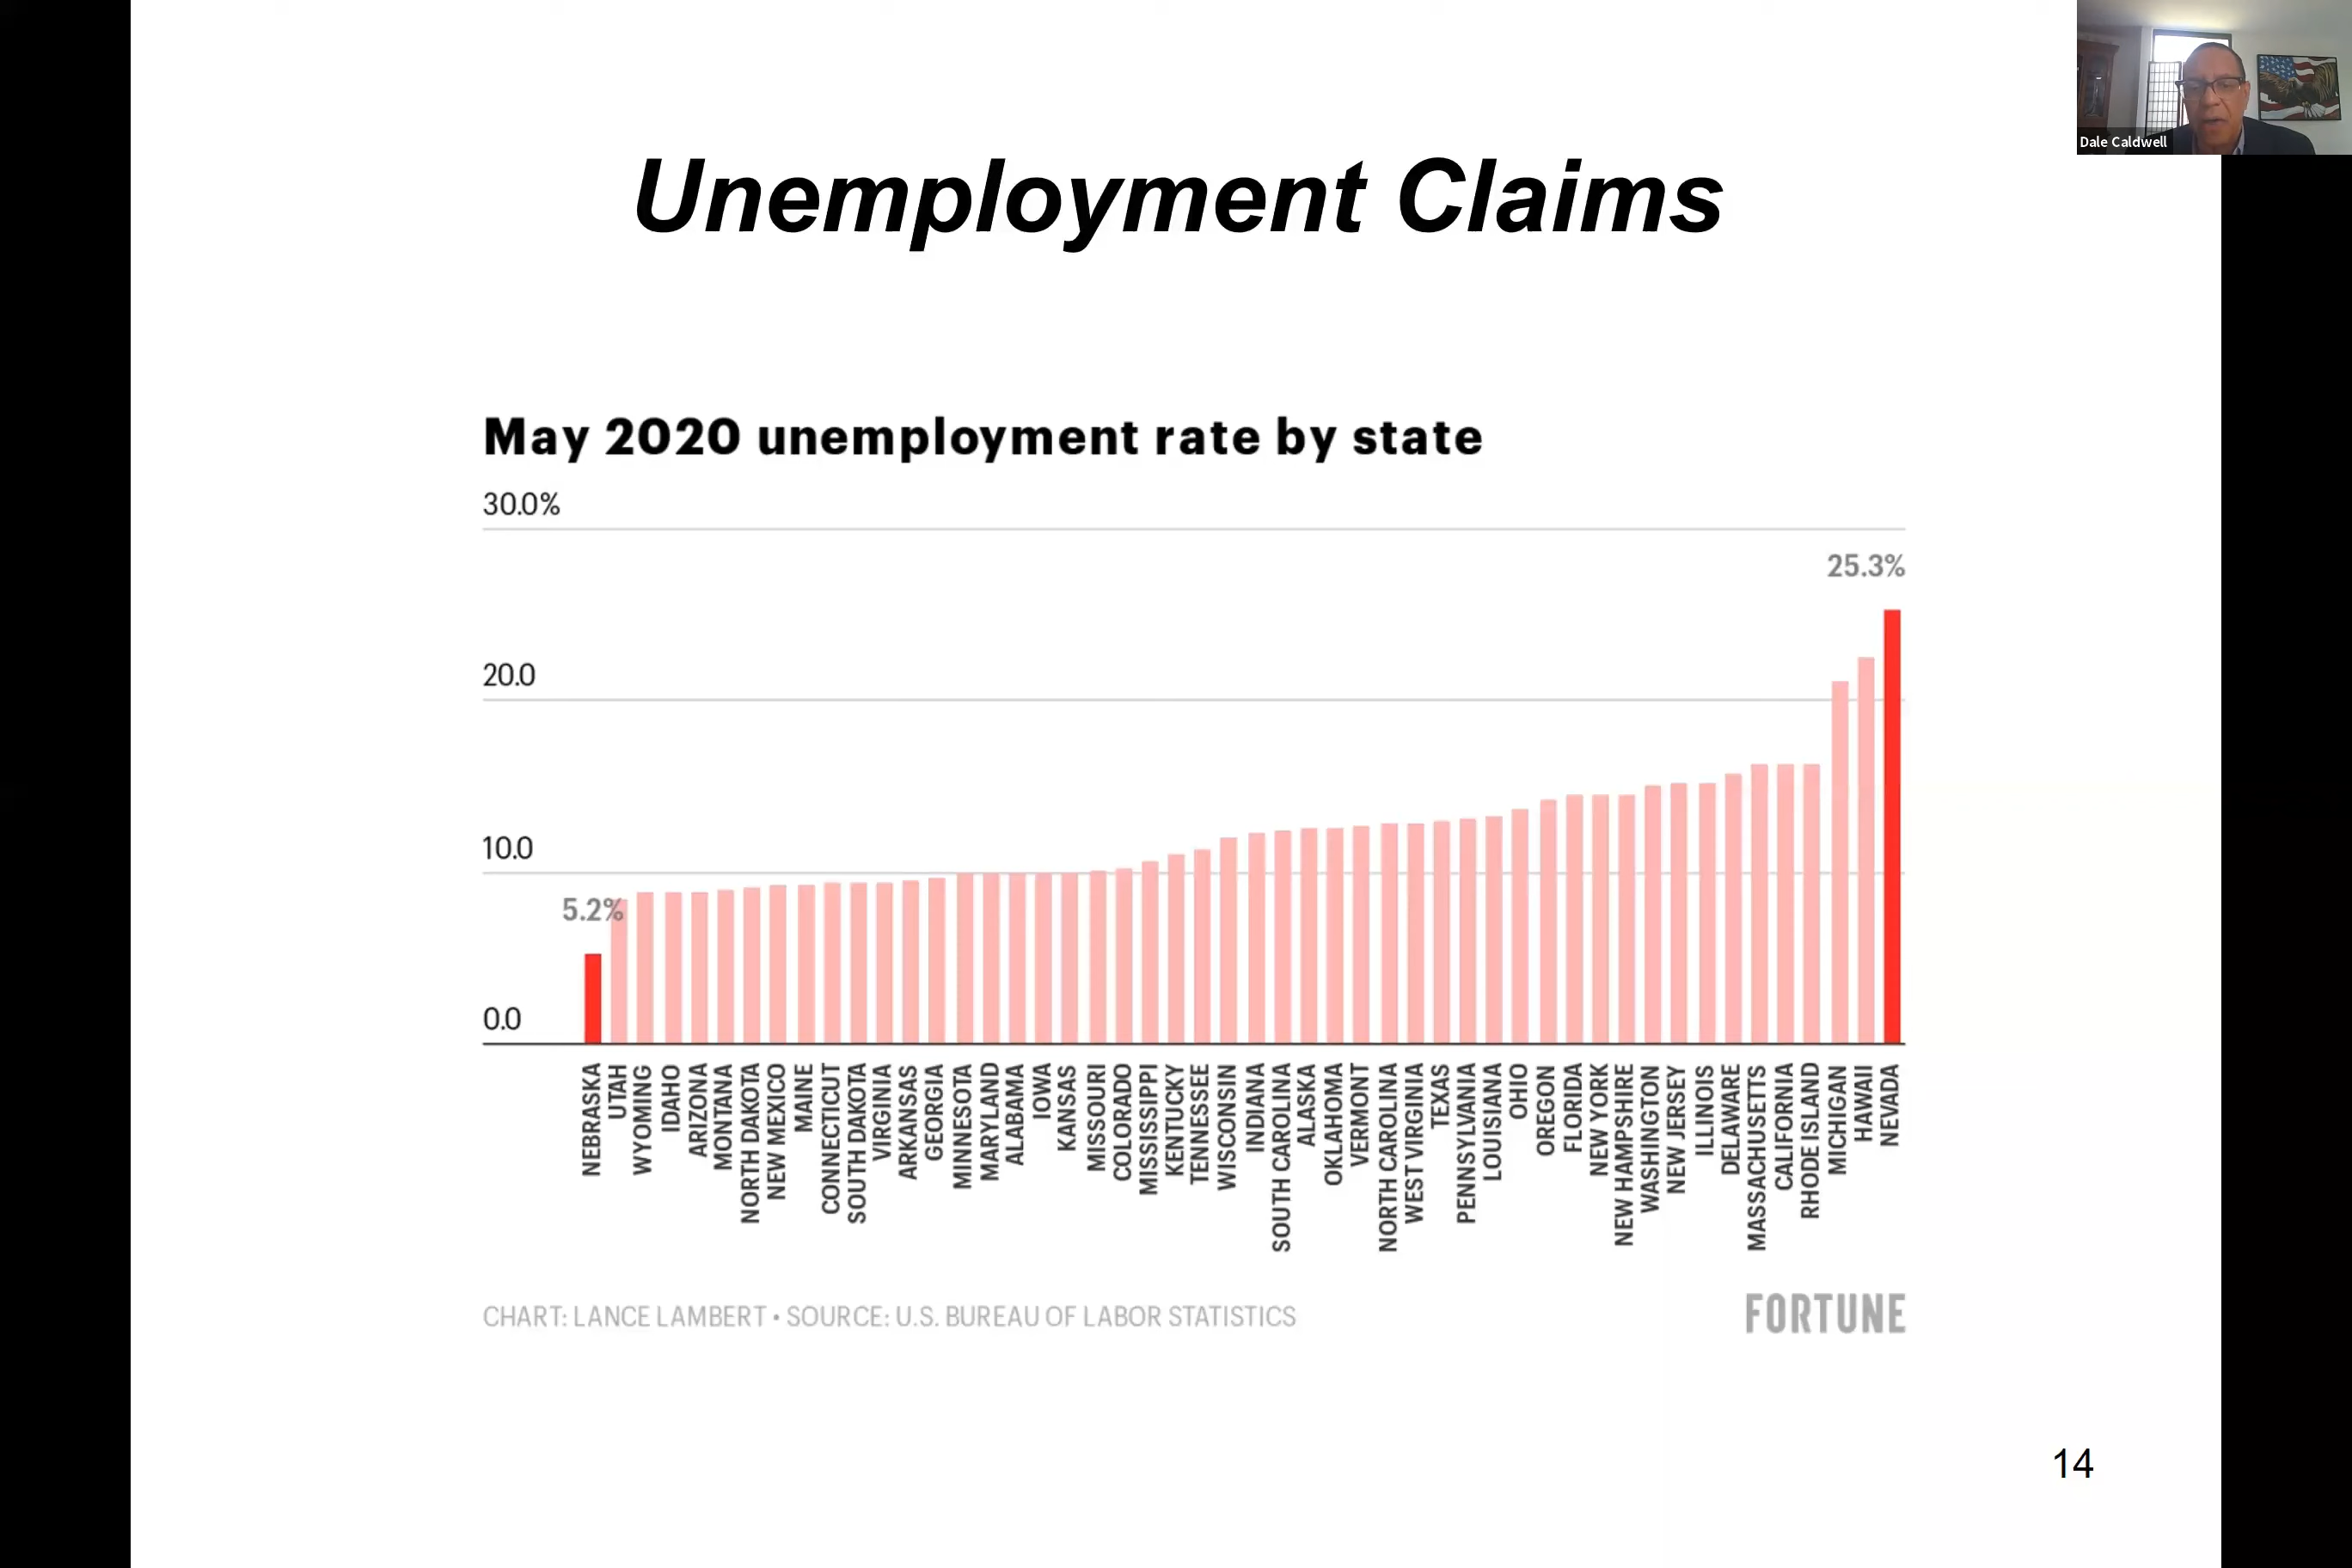 Dale Caldwell
Unemployment Claims
May 2020 unemployment rate by state
30.0%
25.3%
20.0
10.0
5.2%
0.0
NEBRASKA
UTAH
WYOMING
IDAHO
ARIZONA
MONTANA
NORTH DAKOTA
NEW MEXICO
MAINE
CONNECTICUT
SOUTH DAKOTA
VIRGINIA
ARKANSAS
GEORGIA
MINNESOTA
MARYLAND
ALABAMA
IOWA
KANSAS
MISSOURI
COLORADO
MISSISSIPPI
KENTUCKY
TENNESSEE
WISCONSIN
INDIANA
SOUTH CAROLINA
ALASKA
OKLAHOMA
VERMONT
NORTH CAROLINA
WEST VIRGINIA
TEXAS
PENNSYLVANIA
LOUISIANA
OHIO
OREGON
FLORIDA
NEW YORK
NEW HAMPSHIRE
WASHINGTON
NEW JERSEY
ILLINOIS
DELAWARE
MASSACHUSETTS
CALIFORNIA
RHODE ISLAND
MICHIGAN
HAWAII
NEVADA
CHART: LANCE LAMBERT • SOURCE: U.S. BUREAU OF LABOR STATISTICS
FORTUNE
14